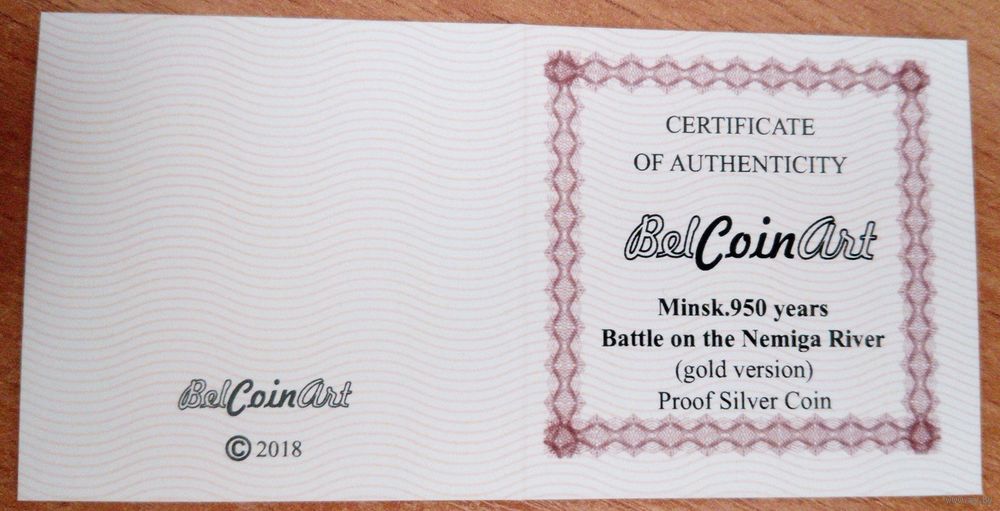 BelCoinArt
© 2018
CERTIFICATE
OF AUTHENTICITY
BelCoinArt
Minsk.950 years
Battle on the Nemiga River
(gold version)
Proof Silver Coin